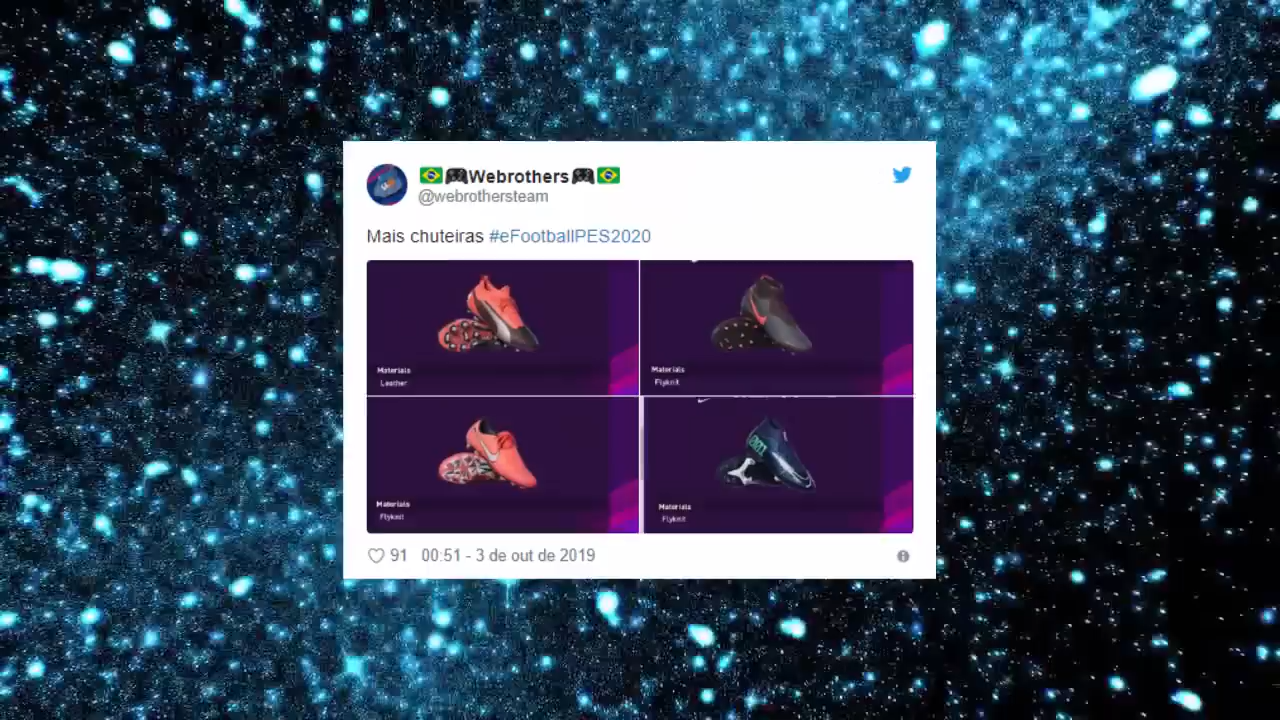 🇧🇷🎮Webrothers🎮🇧🇷
@webrothersteam
Mais chuteiras #eFootballPES2020
Materials
Leather
Materials
Flyknit
Materials
Flyknit
Materials
Flyknit
91 00:51 - 3 de out de 2019